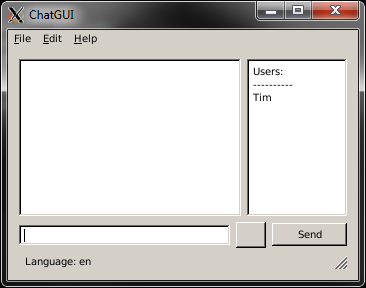 ChatGUI
File Edit Help
Users:
----------
Tim
Send
Language: en